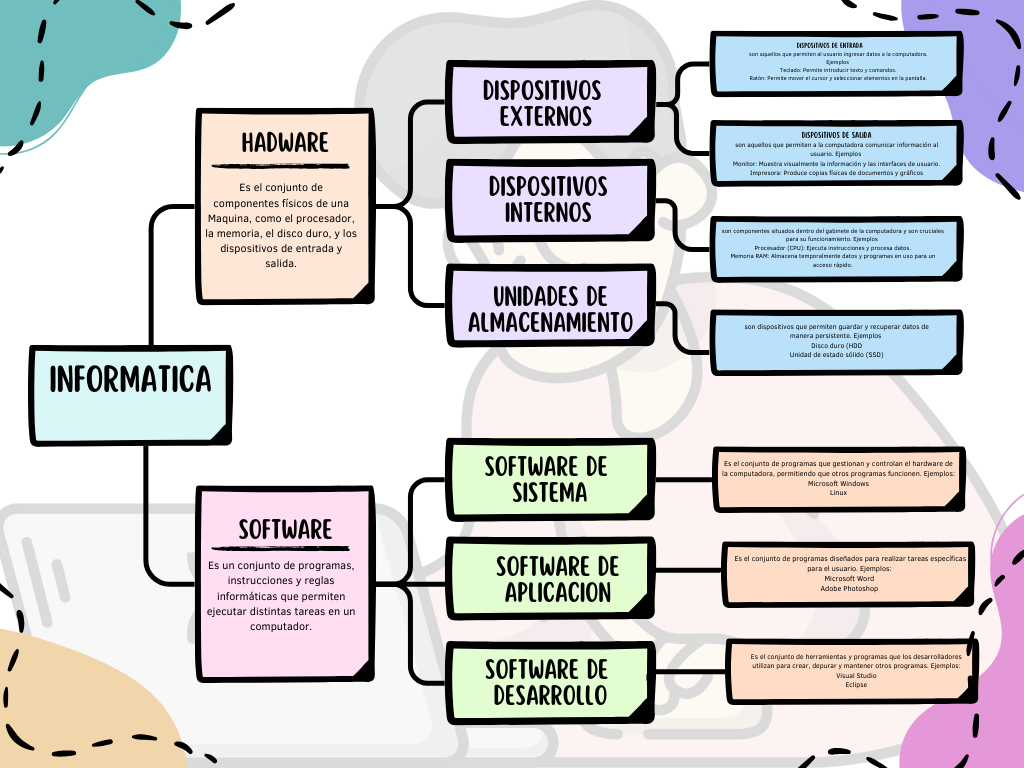 INFORMATICA
HADWARE
Es el conjunto de
componentes físicos de una
Maquina, como el procesador,
la memoria, el disco duro, y los
dispositivos de entrada y
salida.
DISPOSITIVOS
EXTERNOS
DISPOSITIVOS DE ENTRADA
son aquellos que permiten al usuario ingresar datos a la computadora.
Ejemplos
Teclado: Permite introducir texto y comandos.
Ratón: Permite mover el cursor y seleccionar elementos en la pantalla.
DISPOSITIVOS DE SALIDA
son aquellos que permiten a la computadora comunicar información al
usuario. Ejemplos
Monitor: Muestra visualmente la información y las interfaces de usuario.
Impresora: Produce copias físicas de documentos y gráficos
DISPOSITIVOS
INTERNOS
son componentes situados dentro del gabinete de la computadora y son cruciales
para su funcionamiento. Ejemplos
Procesador (CPU): Ejecuta instrucciones y procesa datos.
Memoria RAM: Almacena temporalmente datos y programas en uso para un
acceso rápido.
UNIDADES DE
ALMACENAMIENTO
son dispositivos que permiten guardar y recuperar datos de
manera persistente. Ejemplos
Disco duro (HDD
Unidad de estado sólido (SSD)
SOFTWARE
Es un conjunto de programas,
instrucciones y reglas
informáticas que permiten
ejecutar distintas tareas en un
computador.
SOFTWARE DE
SISTEMA
Es el conjunto de programas que gestionan y controlan el hardware de
la computadora, permitiendo que otros programas funcionen. Ejemplos:
Microsoft Windows
Linux
SOFTWARE DE
APLICACION
Es el conjunto de programas diseñados para realizar tareas específicas
para el usuario. Ejemplos:
Microsoft Word
Adobe Photoshop
SOFTWARE DE
DESARROLLO
Es el conjunto de herramientas y programas que los desarrolladores
utilizan para crear, depurar y mantener otros programas. Ejemplos:
Visual Studio
Eclipse